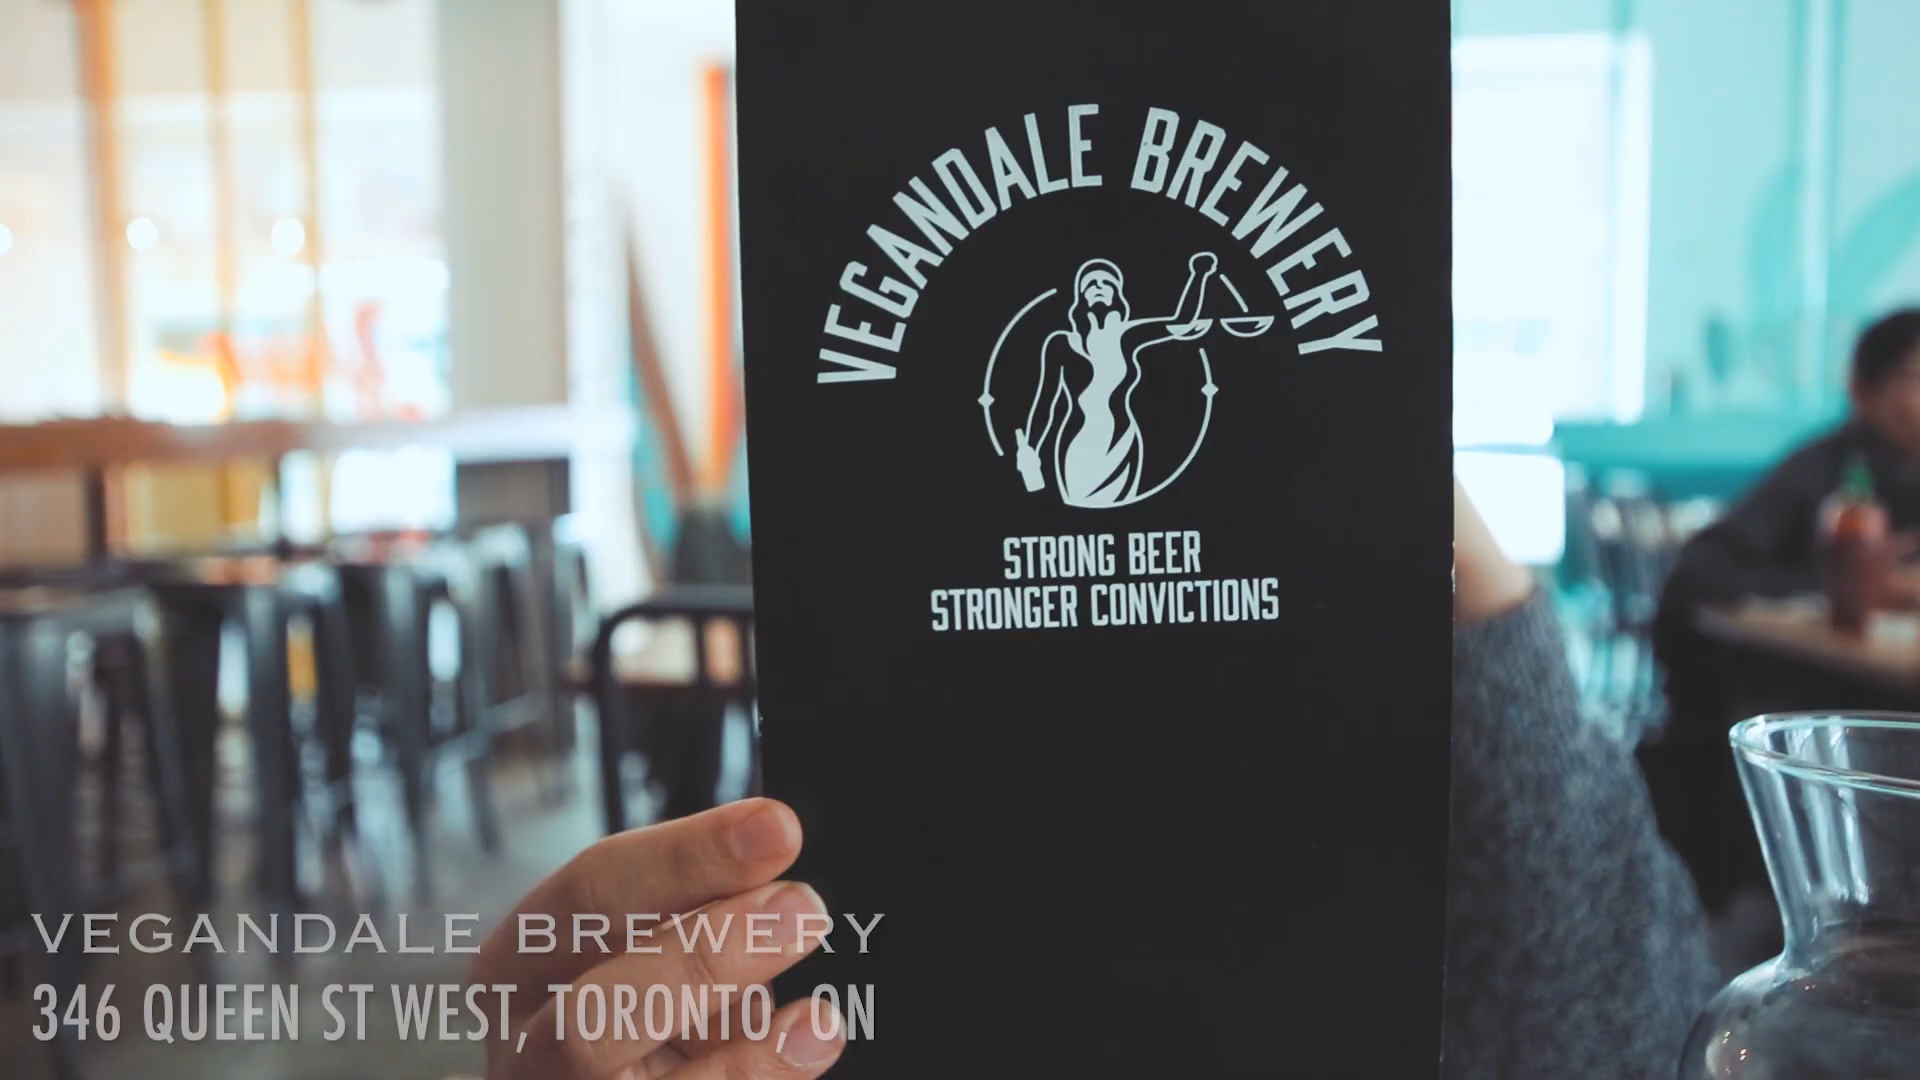 VEGANDALE BREWERY
STRONG BEER
STRONGER CONVICTIONS
VEGANDALE BREWERY
346 QUEEN ST WEST, TORONTO, ON